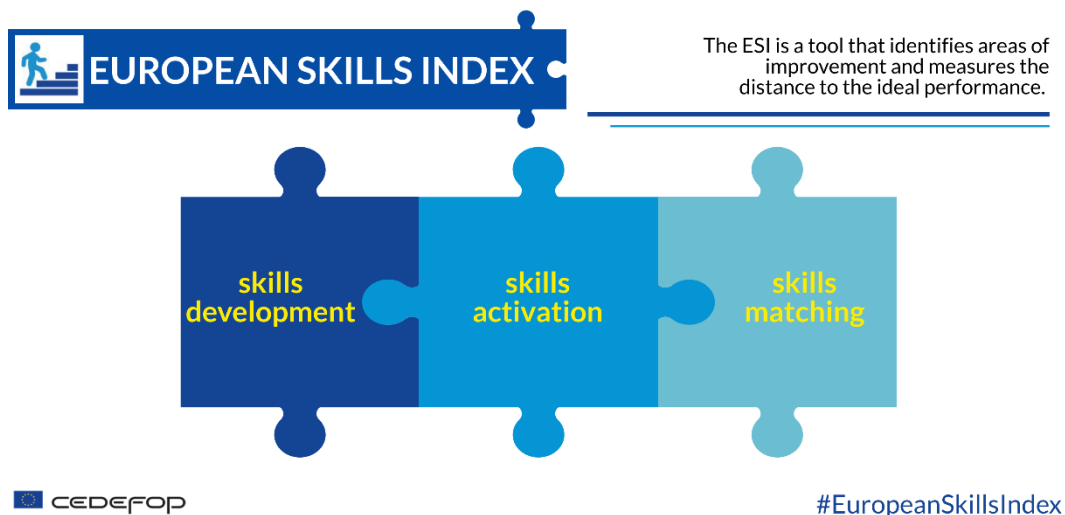 EUROPEAN SKILLS INDEX
The ESI is a tool that identifies areas of
improvement and measures the
distance to the ideal performance.
skills
development
skills
activation
skills
matching
CEDEFOP
#EuropeanSkillsIndex